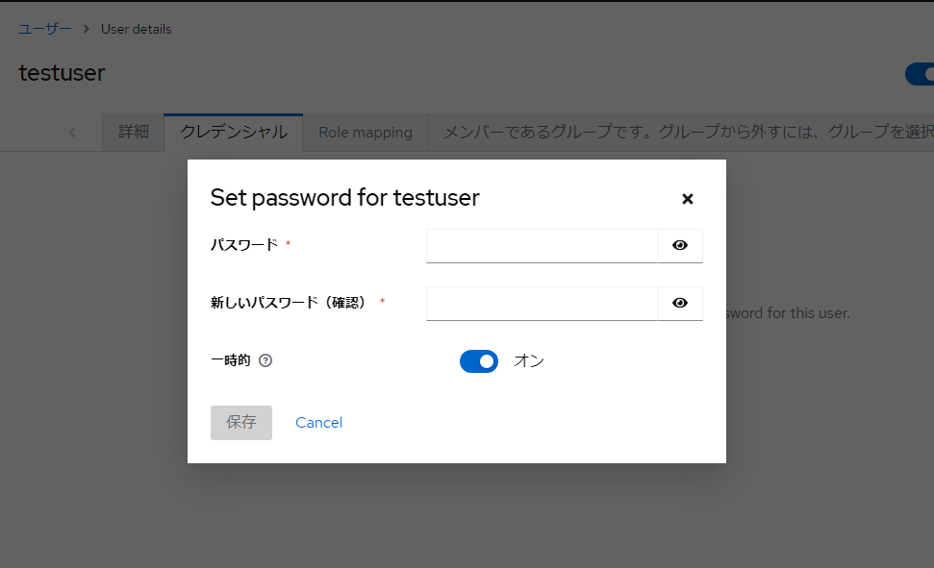 ユーザー > User details
testuser
詳細 クレデンシャル Role mapping メンバーであるグループです。グループから外すには、グループを選択
Set password for testuser
パスワード *
新しいパスワード（確認） *
sword for this user.
一時的 オン
保存 Cancel